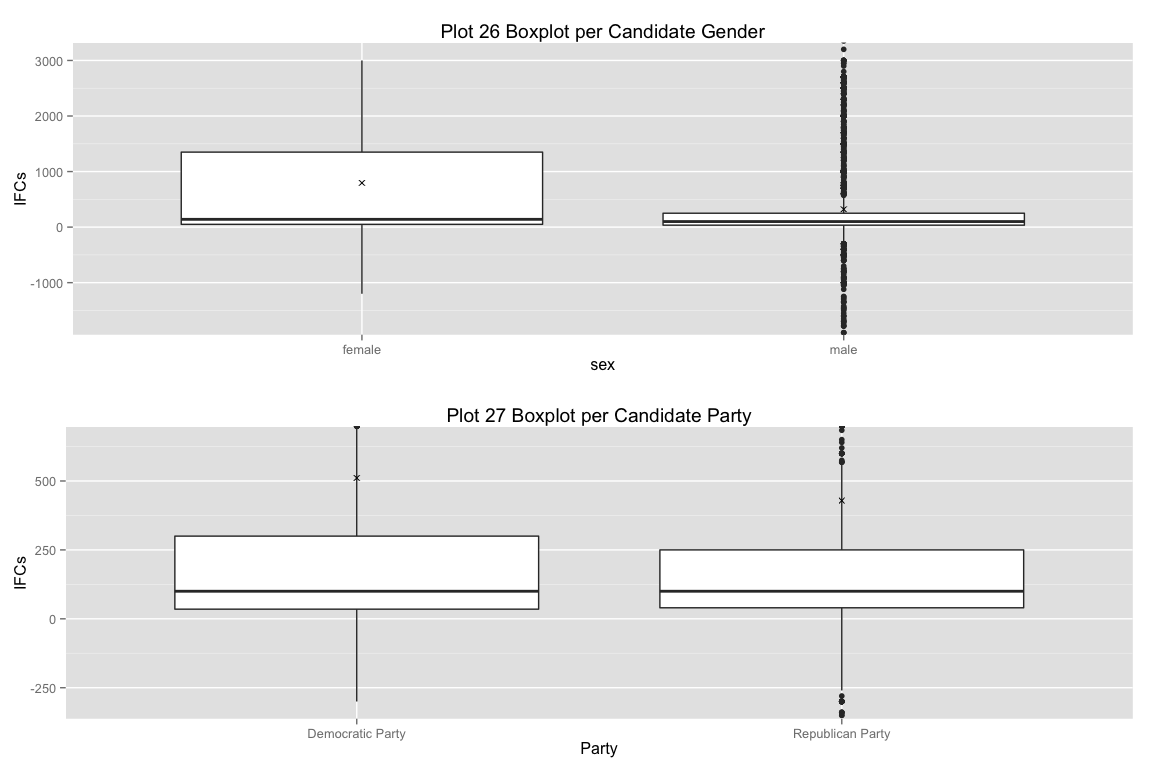 Plot 26 Boxplot per Candidate Gender
3000
2000
1000
0
-1000
IFCs
female male
sex
Plot 27 Boxplot per Candidate Party
500
250
0
-250
IFCs
Democratic Party Republican Party
Party